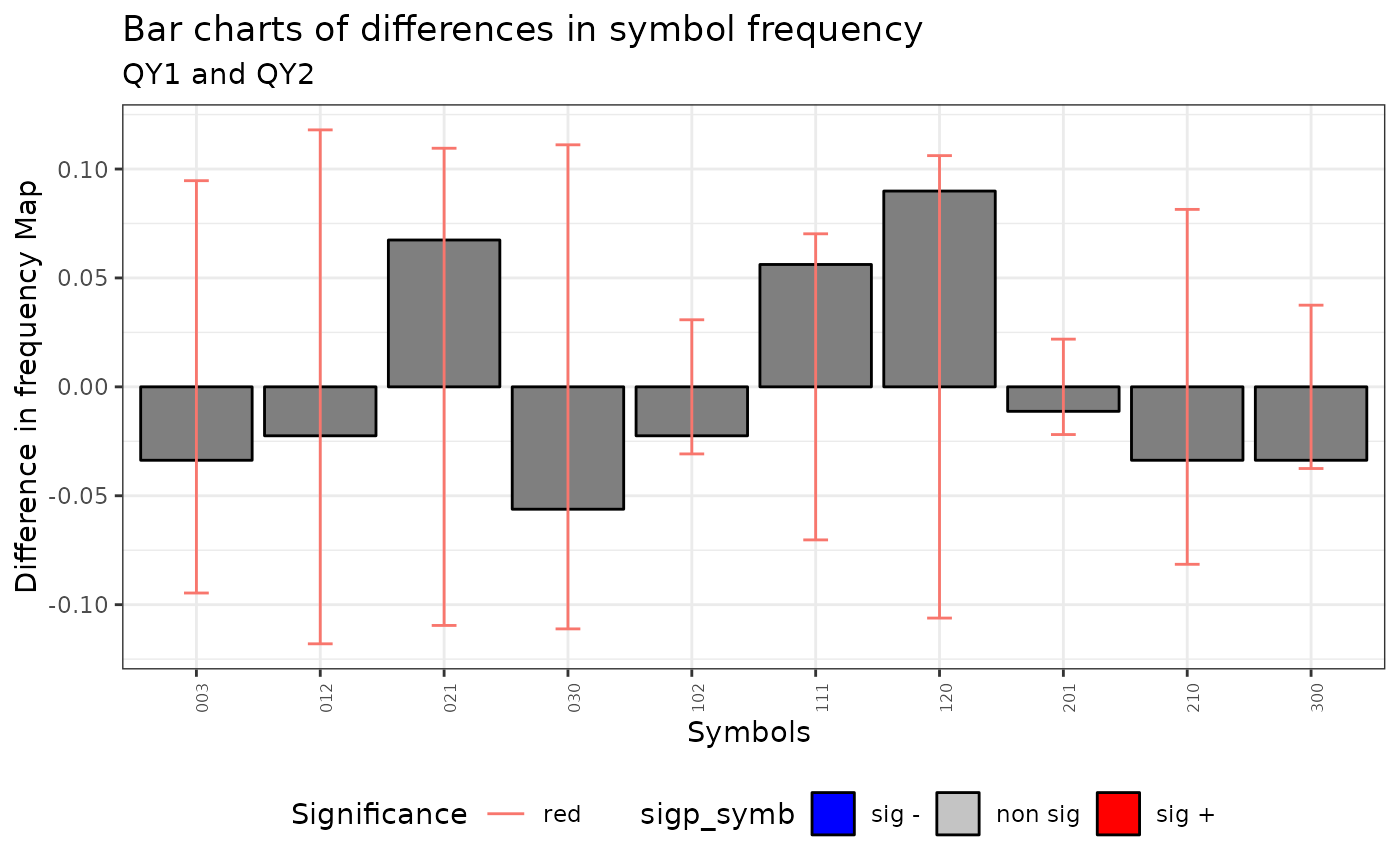 Bar charts of differences in symbol frequency
QY1 and QY2
Difference in frequency Map
0.10
0.05
0.00
-0.05
-0.10
003 012 021 030 102 111 120 201 210 300
Symbols
Significance red sigp_symb sig - non sig sig +